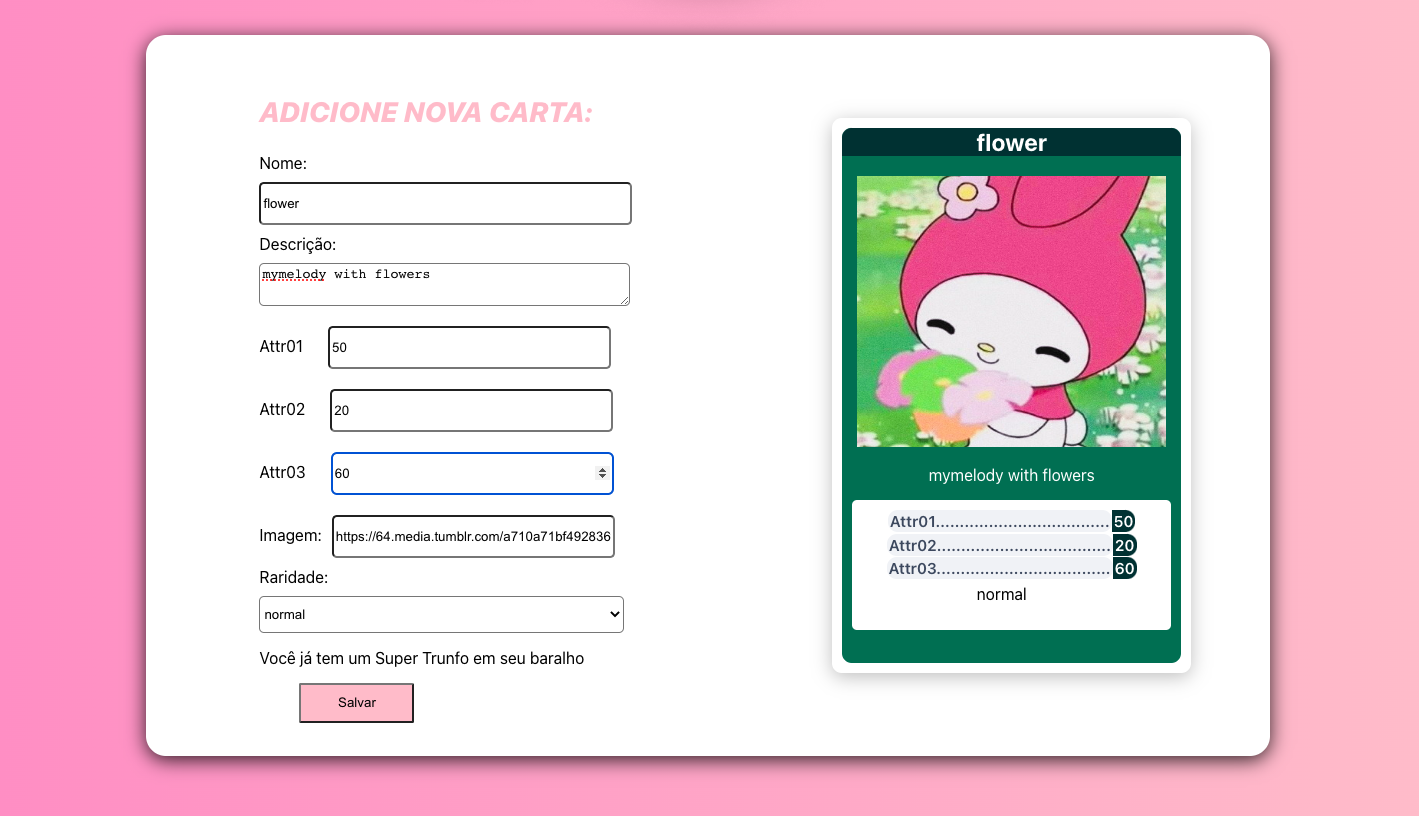 ADICIONE NOVA CARTA:
Nome:
flower
Descrição:
mymelody with flowers
Attr01
50
Attr02
20
Attr03
60
Imagem:
https://64.media.tumblr.com/a710a71bf492836
Raridade:
normal
Você já tem um Super Trunfo em seu baralho
Salvar
flower
mymelody with flowers
Attr01.................................... 50
Attr02.................................... 20
Attr03.................................... 60
normal